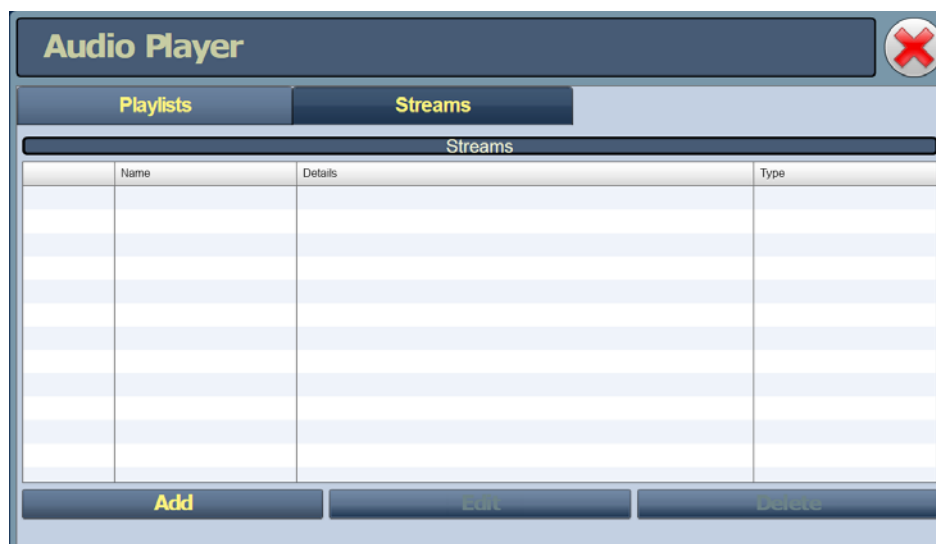 Audio Player
Playlists Streams
Streams
Name Details Type
Add Edit Delete